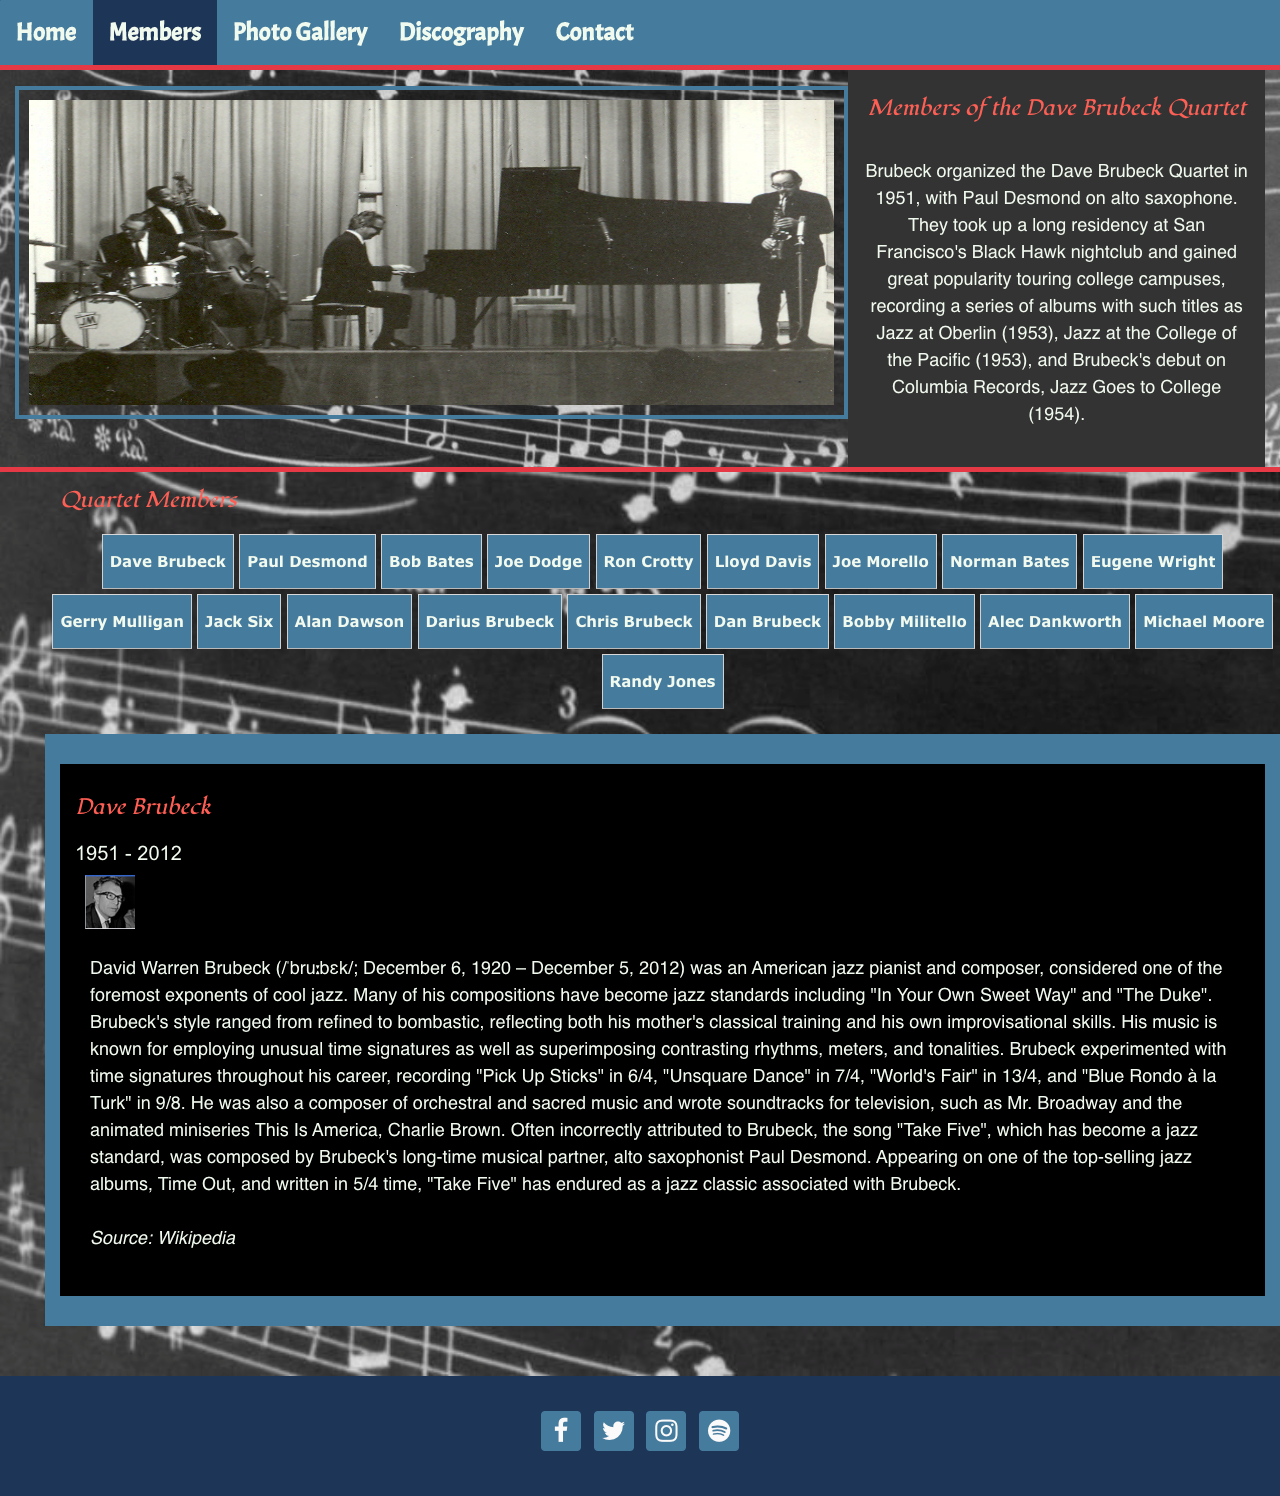 Home Members Photo Gallery Discography Contact
Members of the Dave Brubeck Quartet
Brubeck organized the Dave Brubeck Quartet in
1951, with Paul Desmond on alto saxophone.
They took up a long residency at San
Francisco's Black Hawk nightclub and gained
great popularity touring college campuses,
recording a series of albums with such titles as
Jazz at Oberlin (1953), Jazz at the College of
the Pacific (1953), and Brubeck's debut on
Columbia Records, Jazz Goes to College
(1954).
Quartet Members
Dave Brubeck Paul Desmond Bob Bates Joe Dodge Ron Crotty Lloyd Davis Joe Morello Norman Bates Eugene Wright
Gerry Mulligan Jack Six Alan Dawson Darius Brubeck Chris Brubeck Dan Brubeck Bobby Militello Alec Dankworth Michael Moore
Randy Jones
Dave Brubeck
1951 - 2012
David Warren Brubeck (/ˈbruːbɛk/; December 6, 1920 – December 5, 2012) was an American jazz pianist and composer, considered one of the
foremost exponents of cool jazz. Many of his compositions have become jazz standards including "In Your Own Sweet Way" and "The Duke".
Brubeck's style ranged from refined to bombastic, reflecting both his mother's classical training and his own improvisational skills. His music is
known for employing unusual time signatures as well as superimposing contrasting rhythms, meters, and tonalities. Brubeck experimented with
time signatures throughout his career, recording "Pick Up Sticks" in 6/4, "Unsquare Dance" in 7/4, "World's Fair" in 13/4, and "Blue Rondo à la
Turk" in 9/8. He was also a composer of orchestral and sacred music and wrote soundtracks for television, such as Mr. Broadway and the
animated miniseries This Is America, Charlie Brown. Often incorrectly attributed to Brubeck, the song "Take Five", which has become a jazz
standard, was composed by Brubeck's long-time musical partner, alto saxophonist Paul Desmond. Appearing on one of the top-selling jazz
albums, Time Out, and written in 5/4 time, "Take Five" has endured as a jazz classic associated with Brubeck.
Source: Wikipedia